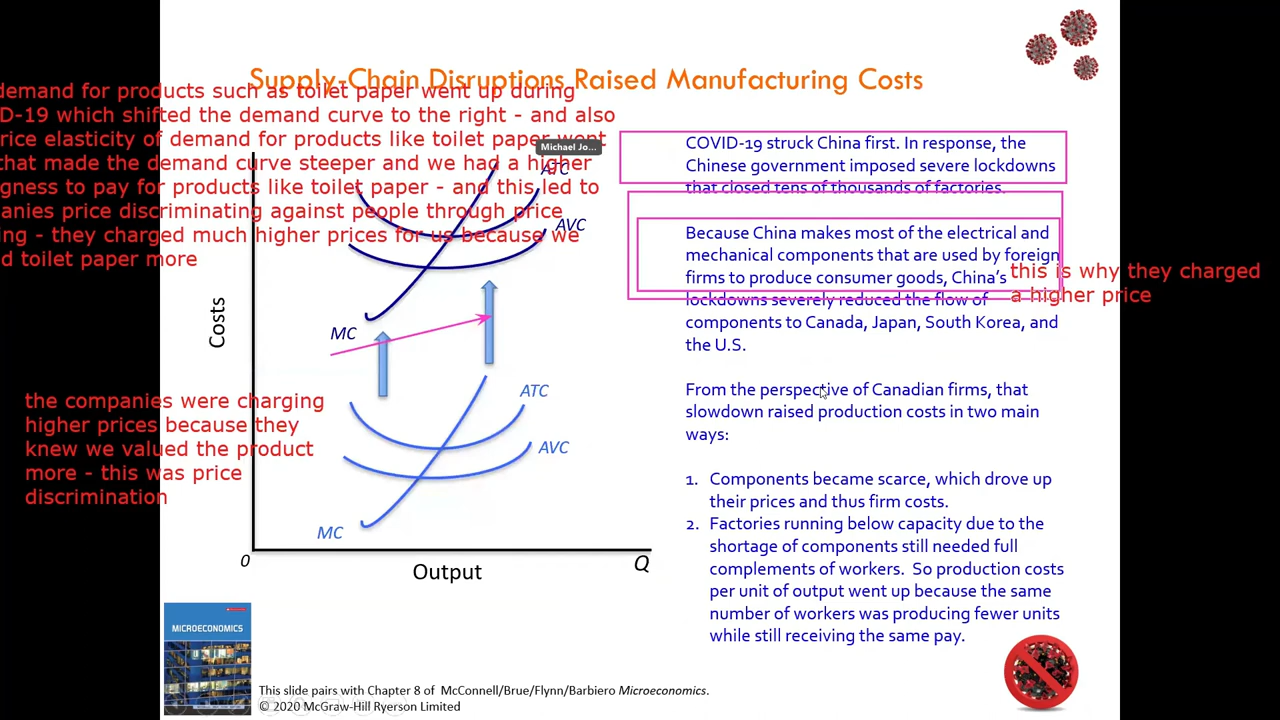 Supply-Chain Disruptions Raised Manufacturing Costs
demand for products such as toilet paper went up during
D-19 which shifted the demand curve to the right - and also
rice elasticity of demand for products like toilet paper went
that made the demand curve steeper and we had a higher
gness to pay for products like toilet paper - and this led to
anies price discriminating against people through price
ing - they charged much higher prices for us because we
d toilet paper more
Michael Jo...
ATC
AVC
MC
Costs
the companies were charging
higher prices because they
knew we valued the product
more - this was price
discrimination
ATC
AVC
MC
0
Output
Q
COVID-19 struck China first. In response, the
Chinese government imposed severe lockdowns
that closed tens of thousands of factories.
Because China makes most of the electrical and
mechanical components that are used by foreign
firms to produce consumer goods, China's
lockdowns severely reduced the flow of
components to Canada, Japan, South Korea, and
the U.S.
this is why they charged
a higher price
From the perspective of Canadian firms, that
slowdown raised production costs in two main
ways:
1. Components became scarce, which drove up
their prices and thus firm costs.
2. Factories running below capacity due to the
shortage of components still needed full
complements of workers. So production costs
per unit of output went up because the same
number of workers was producing fewer units
while still receiving the same pay.
MICROECONOMICS
This slide pairs with Chapter 8 of McConnell/Brue/Flynn/Barbiero Microeconomics.
© 2020 McGraw-Hill Ryerson Limited